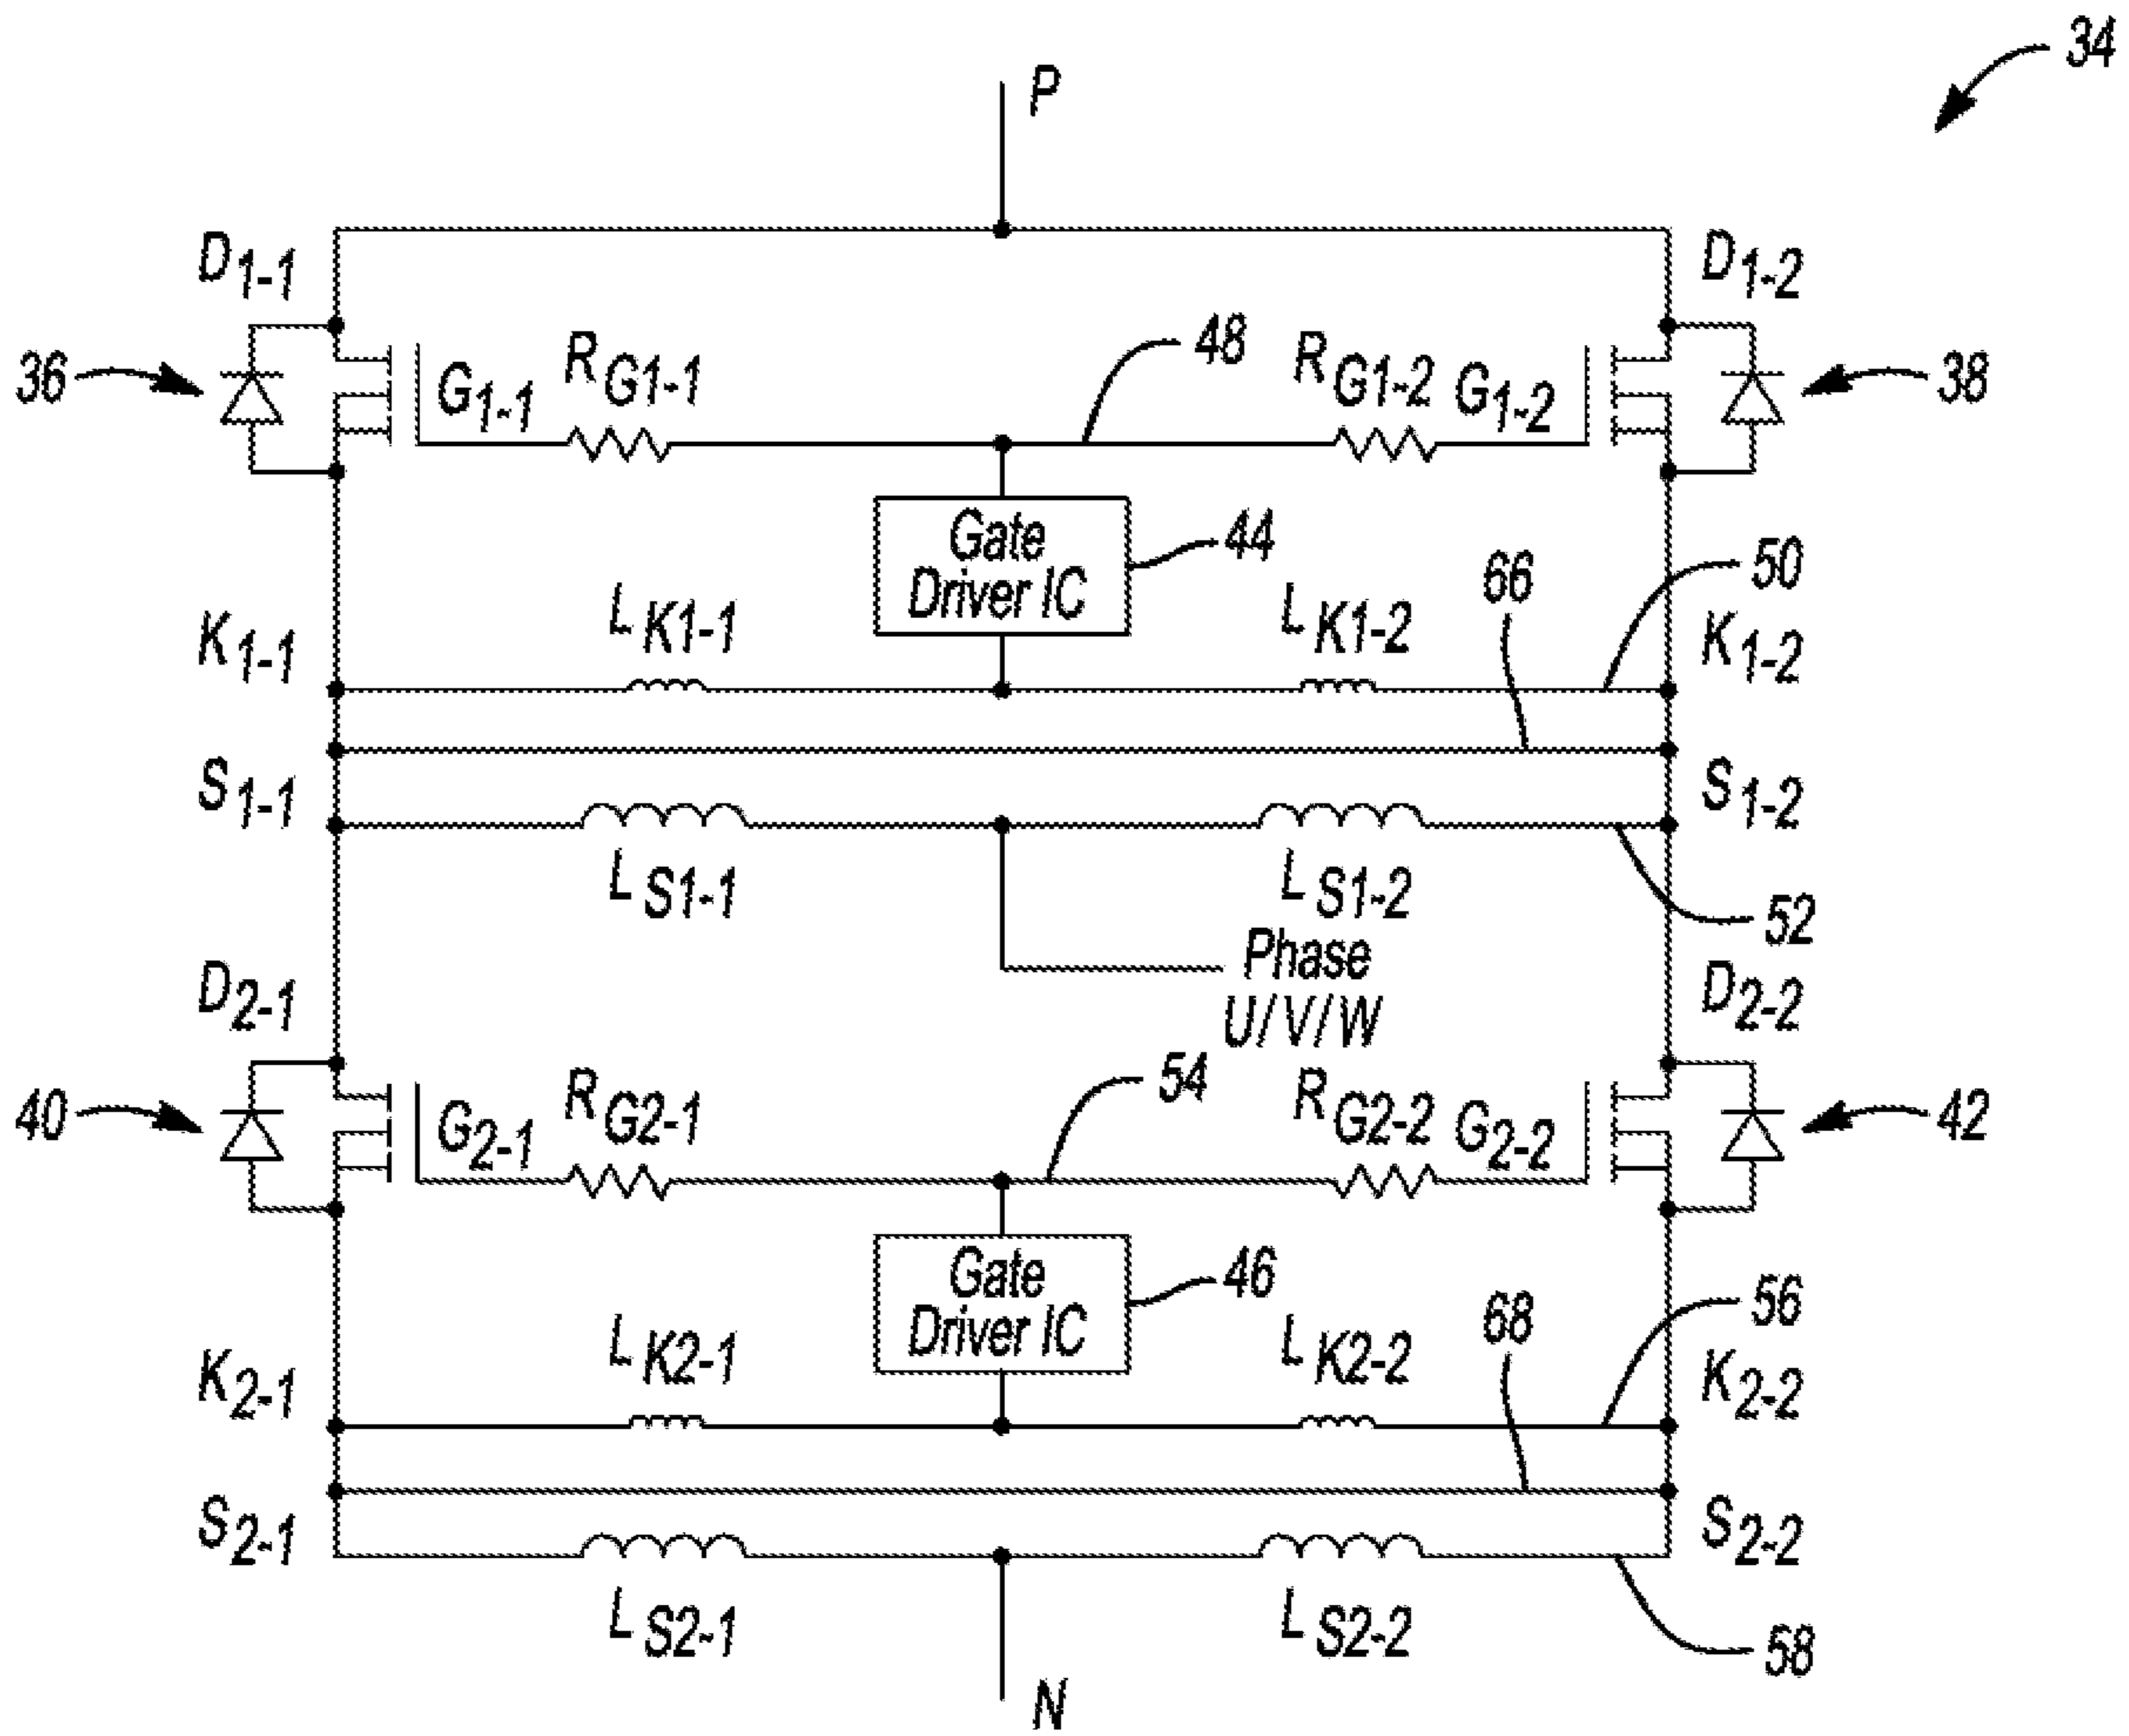 34
P
D1-1
D1-2
36
RG1-1
48
RG1-2
38
G1-1
G1-2
Gate
Driver IC
44
66
50
K1-1
LK1-1
LK1-2
K1-2
S1-1
S1-2
LS1-1
LS1-2
52
Phase
U/V/W
D2-1
D2-2
40
RG2-1
54
RG2-2
42
G2-1
G2-2
Gate
Driver IC
46
68
56
K2-1
LK2-1
LK2-2
K2-2
S2-1
S2-2
LS2-1
LS2-2
58
N